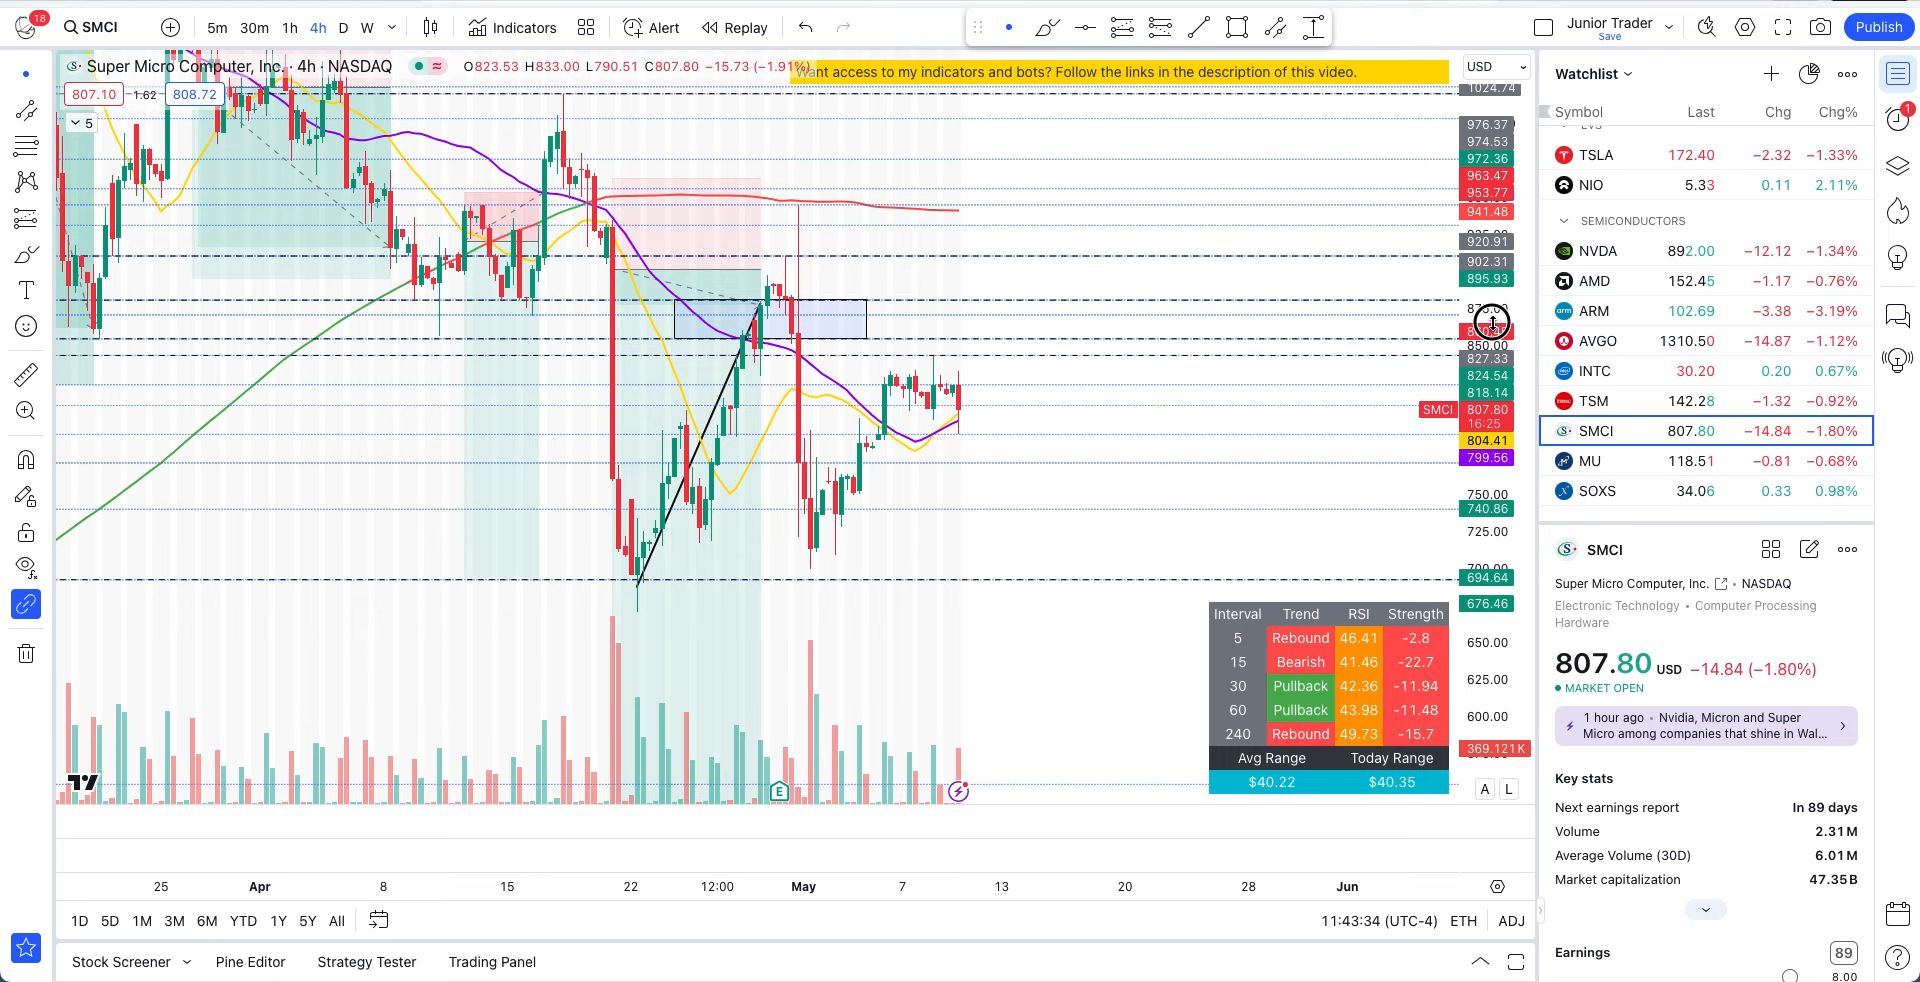 18
SMCI
5m 30m 1h 4h D W
Indicators
Alert
Replay
Junior Trader
Save
Publish
Super Micro Computer, Inc. · 4h · NASDAQ
O823.53 H833.00 L790.51 C807.80 −15.73 (−1.91%)
want access to my indicators and bots? Follow the links in the description of this video.
USD
807.10 1.62 808.72
5
1024.74
976.37
974.53
972.36
963.47
953.77
941.48
920.91
902.31
895.93
850.00
827.33
824.54
818.14
SMCI 807.80
16:25
804.41
799.56
750.00
740.86
725.00
700.00
694.64
676.46
650.00
625.00
600.00
369.121K
Interval Trend RSI Strength
5 Rebound 46.41 -2.8
15 Bearish 41.46 -22.7
30 Pullback 42.36 -11.94
60 Pullback 43.98 -11.48
240 Rebound 49.73 -15.7
Avg Range Today Range
$40.22 $40.35
E
A L
25 Apr 8 15 22 12:00 May 7 13 20 28 Jun
1D 5D 1M 3M 6M YTD 1Y 5Y All
11:43:34 (UTC-4) ETH ADJ
Stock Screener Pine Editor Strategy Tester Trading Panel
Watchlist
Symbol Last Chg Chg%
EVS
TSLA 172.40 −2.32 −1.33%
NIO 5.33 0.11 2.11%
SEMICONDUCTORS
NVDA 892.00 −12.12 −1.34%
AMD 152.45 −1.17 −0.76%
ARM 102.69 −3.38 −3.19%
AVGO 1310.50 −14.87 −1.12%
INTC 30.20 0.20 0.67%
TSM 142.28 −1.32 −0.92%
SMCI 807.80 −14.84 −1.80%
MU 118.51 −0.81 −0.68%
SOXS 34.06 0.33 0.98%
SMCI
Super Micro Computer, Inc. • NASDAQ
Electronic Technology • Computer Processing
Hardware
807.80 USD −14.84 (−1.80%)
MARKET OPEN
1 hour ago • Nvidia, Micron and Super
Micro among companies that shine in Wal...
Key stats
Next earnings report In 89 days
Volume 2.31M
Average Volume (30D) 6.01M
Market capitalization 47.35B
Earnings 89
8.00
1